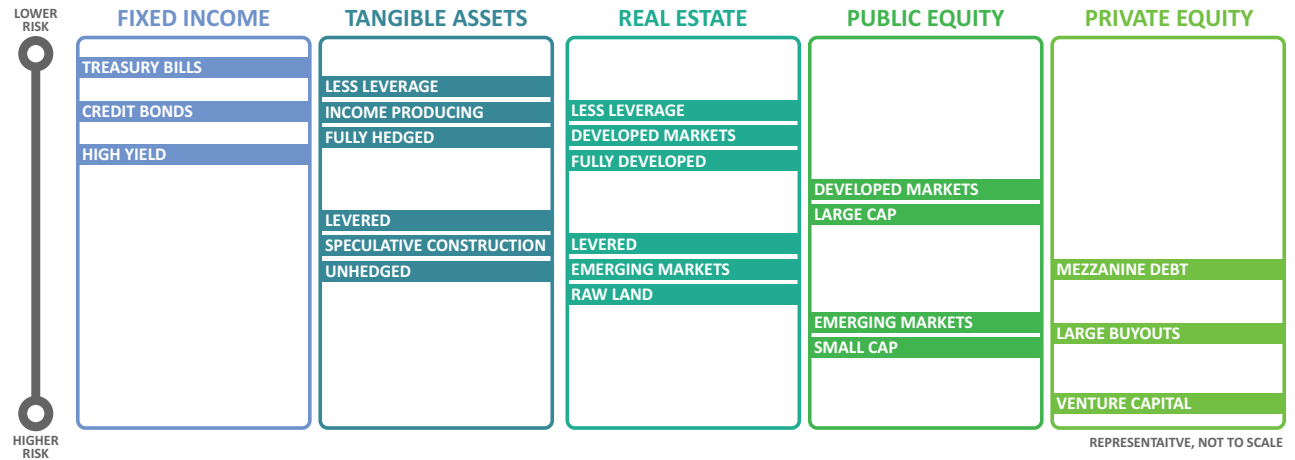 LOWER
RISK
FIXED INCOME
TANGIBLE ASSETS
REAL ESTATE
PUBLIC EQUITY
PRIVATE EQUITY
TREASURY BILLS
CREDIT BONDS
HIGH YIELD
LESS LEVERAGE
INCOME PRODUCING
FULLY HEDGED
LEVERED
SPECULATIVE CONSTRUCTION
UNHEDGED
LESS LEVERAGE
DEVELOPED MARKETS
FULLY DEVELOPED
LEVERED
EMERGING MARKETS
RAW LAND
DEVELOPED MARKETS
LARGE CAP
EMERGING MARKETS
SMALL CAP
MEZZANINE DEBT
LARGE BUYOUTS
VENTURE CAPITAL
HIGHER
RISK
REPRESENTAITVE, NOT TO SCALE